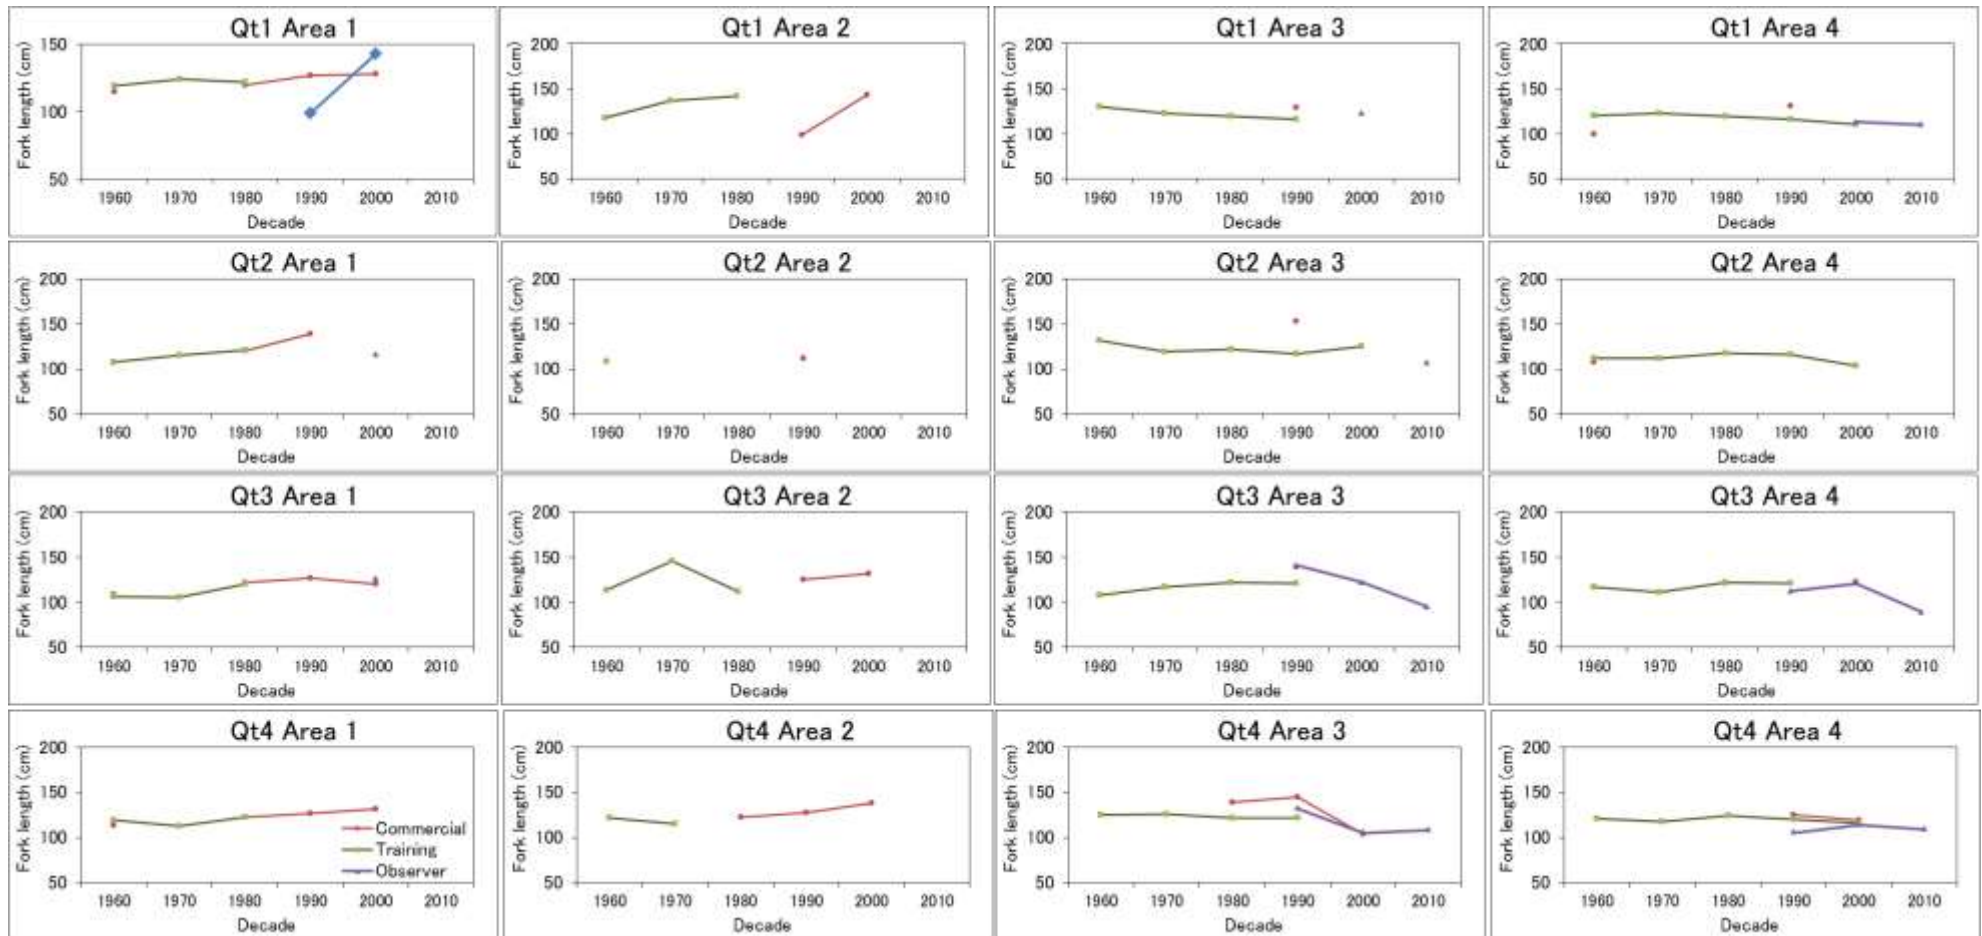 Qt1 Area 1
Fork length (cm)
150
100
50
1960 1970 1980 1990 2000 2010
Decade
Qt1 Area 2
Fork length (cm)
200
150
100
50
1960 1970 1980 1990 2000 2010
Decade
Qt1 Area 3
Fork length (cm)
200
150
100
50
1960 1970 1980 1990 2000 2010
Decade
Qt1 Area 4
Fork length (cm)
200
150
100
50
1960 1970 1980 1990 2000 2010
Decade
Qt2 Area 1
Fork length (cm)
200
150
100
50
1960 1970 1980 1990 2000 2010
Decade
Qt2 Area 2
Fork length (cm)
200
150
100
50
1960 1970 1980 1990 2000 2010
Decade
Qt2 Area 3
Fork length (cm)
200
150
100
50
1960 1970 1980 1990 2000 2010
Decade
Qt2 Area 4
Fork length (cm)
200
150
100
50
1960 1970 1980 1990 2000 2010
Decade
Qt3 Area 1
Fork length (cm)
200
150
100
50
1960 1970 1980 1990 2000 2010
Decade
Qt3 Area 2
Fork length (cm)
200
150
100
50
1960 1970 1980 1990 2000 2010
Decade
Qt3 Area 3
Fork length (cm)
200
150
100
50
1960 1970 1980 1990 2000 2010
Decade
Qt3 Area 4
Fork length (cm)
200
150
100
50
1960 1970 1980 1990 2000 2010
Decade
Qt4 Area 1
Fork length (cm)
200
150
100
50
Commercial
Training
Observer
1960 1970 1980 1990 2000 2010
Decade
Qt4 Area 2
Fork length (cm)
200
150
100
50
1960 1970 1980 1990 2000 2010
Decade
Qt4 Area 3
Fork length (cm)
200
150
100
50
1960 1970 1980 1990 2000 2010
Decade
Qt4 Area 4
Fork length (cm)
200
150
100
50
1960 1970 1980 1990 2000 2010
Decade